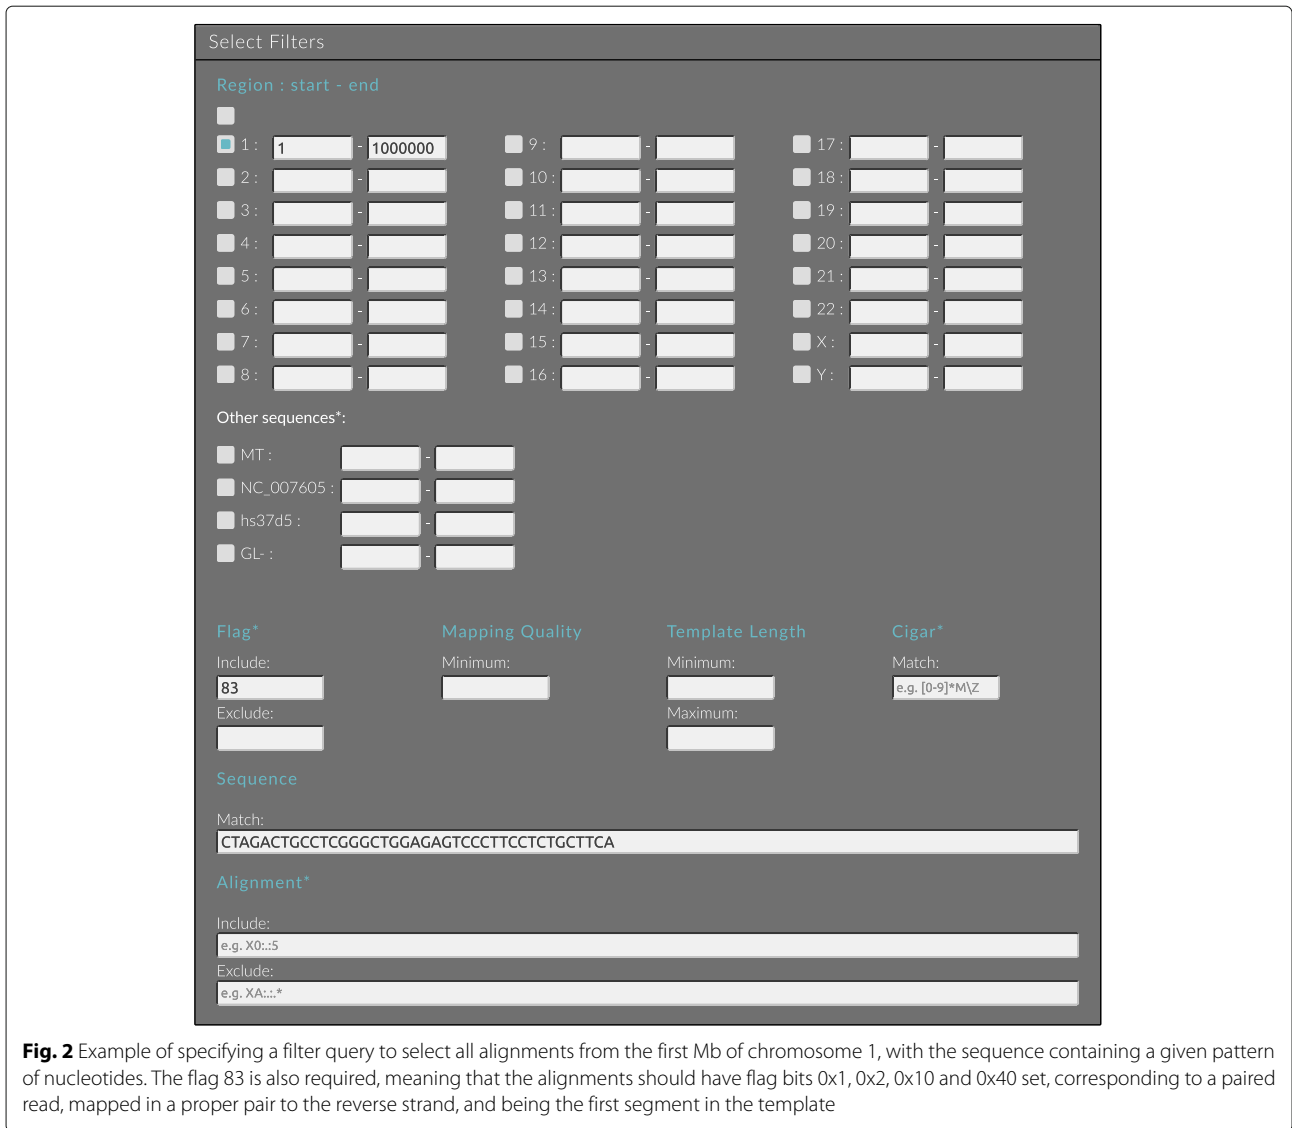 Select Filters
Region : start - end
1 : 1 - 1000000 9 : - 17 : -
2 : - 10 : - 18 : -
3 : - 11 : - 19 : -
4 : - 12 : - 20 : -
5 : - 13 : - 21 : -
6 : - 14 : - 22 : -
7 : - 15 : - X : -
8 : - 16 : - Y : -
Other sequences*:
MT : -
NC_007605 : -
hs37d5 : -
GL- : -
Flag* Mapping Quality Template Length Cigar*
Include: Minimum: Minimum: Match:
83 e.g. [0-9]*M\Z
Exclude: Maximum:
Sequence
Match:
CTAGACTGCCTCGGGCTGGAGAGTCCCTTCCTCTGCTTCA
Alignment*
Include:
e.g. X0:.:5
Exclude:
e.g. XA:.:.*
Fig. 2 Example of specifying a filter query to select all alignments from the first Mb of chromosome 1, with the sequence containing a given pattern
of nucleotides. The flag 83 is also required, meaning that the alignments should have flag bits 0x1, 0x2, 0x10 and 0x40 set, corresponding to a paired
read, mapped in a proper pair to the reverse strand, and being the first segment in the template